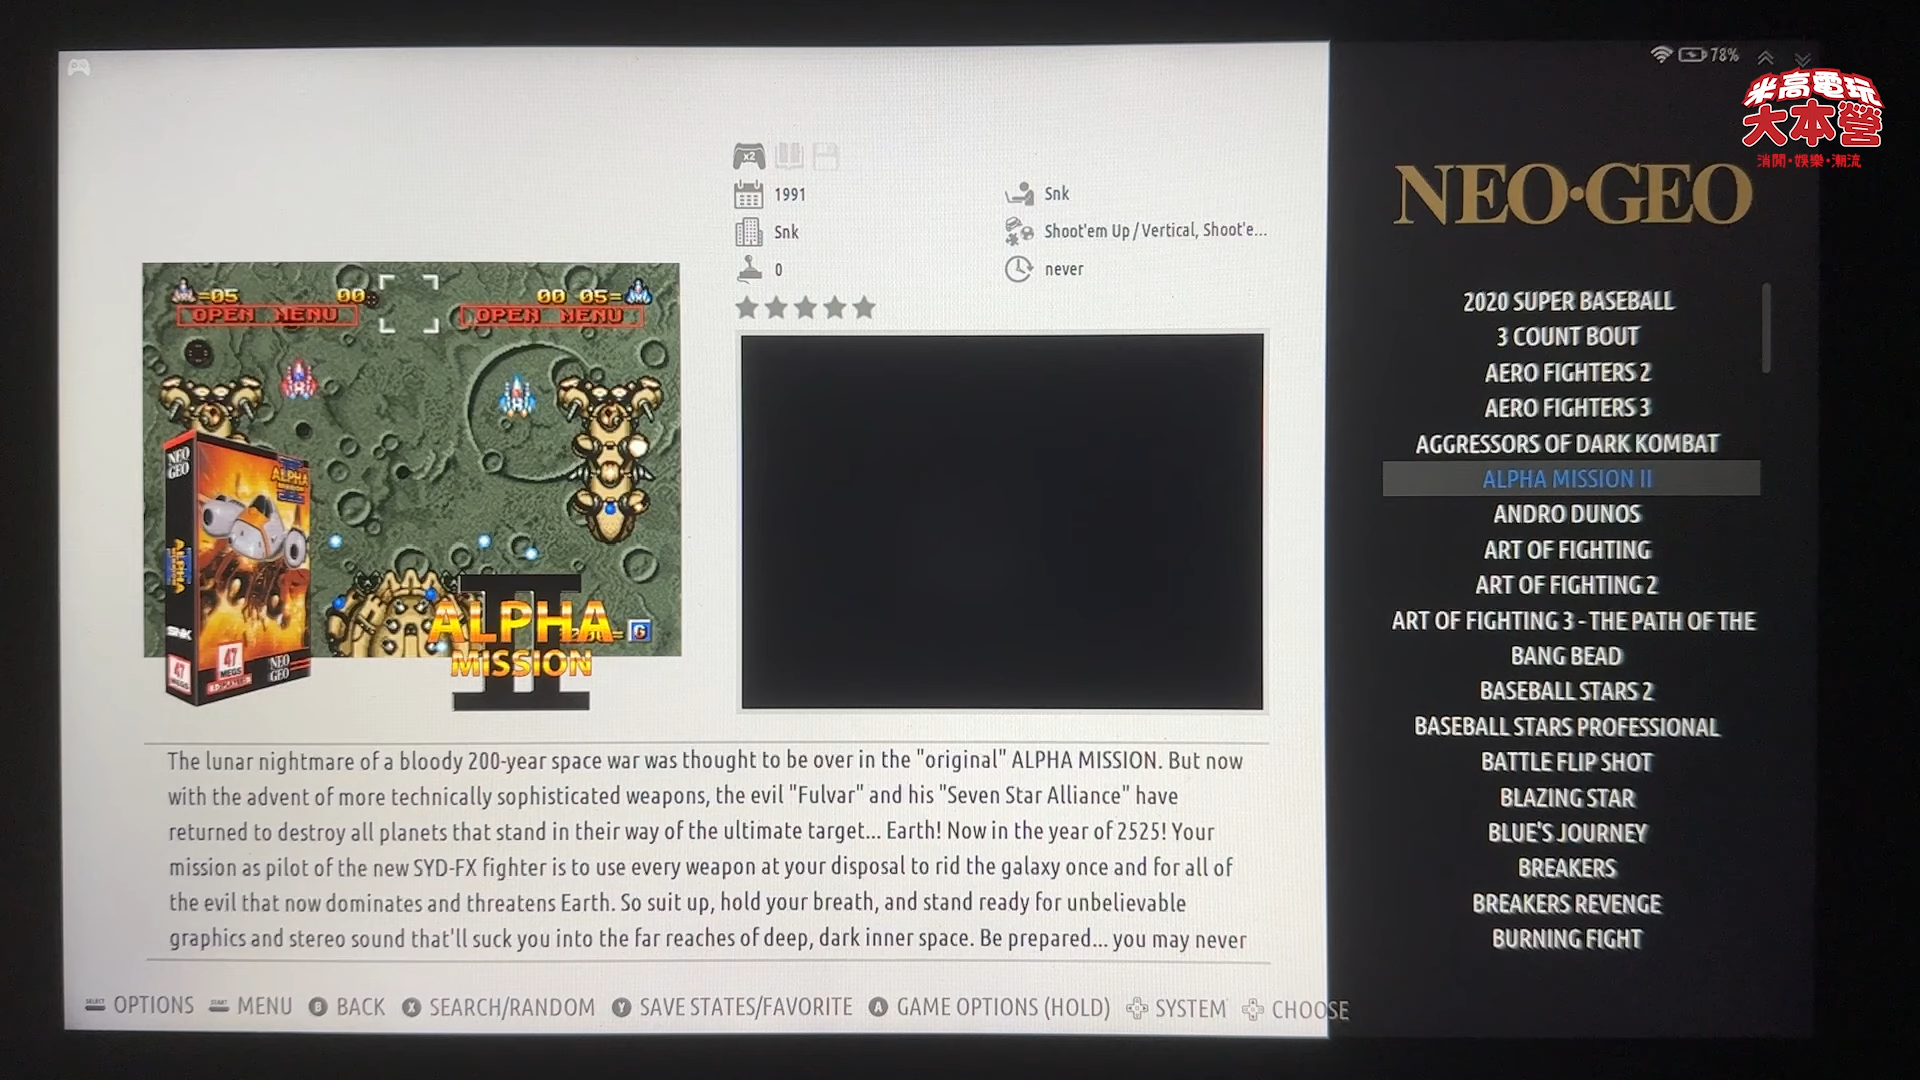 78%
米高電玩
大本營
消閒・娛樂・潮流
NEO·GEO
x2
1991
Snk
Snk
Shoot'em Up / Vertical, Shoot'e...
0
never
=05
00
00
05=
OPEN MENU
OPEN MENU
NEO
GEO
ALPHA
MISSION
ALPHA
SNK
47
MEGS
47
MEGS
NEO
GEO
ALPHA
MISSION
II
G
The lunar nightmare of a bloody 200-year space war was thought to be over in the "original" ALPHA MISSION. But now
with the advent of more technically sophisticated weapons, the evil "Fulvar" and his "Seven Star Alliance" have
returned to destroy all planets that stand in their way of the ultimate target... Earth! Now in the year of 2525! Your
mission as pilot of the new SYD-FX fighter is to use every weapon at your disposal to rid the galaxy once and for all of
the evil that now dominates and threatens Earth. So suit up, hold your breath, and stand ready for unbelievable
graphics and stereo sound that'll suck you into the far reaches of deep, dark inner space. Be prepared... you may never
2020 SUPER BASEBALL
3 COUNT BOUT
AERO FIGHTERS 2
AERO FIGHTERS 3
AGGRESSORS OF DARK KOMBAT
ALPHA MISSION II
ANDRO DUNOS
ART OF FIGHTING
ART OF FIGHTING 2
ART OF FIGHTING 3 - THE PATH OF THE
BANG BEAD
BASEBALL STARS 2
BASEBALL STARS PROFESSIONAL
BATTLE FLIP SHOT
BLAZING STAR
BLUE'S JOURNEY
BREAKERS
BREAKERS REVENGE
BURNING FIGHT
SELECT OPTIONS START MENU B BACK X SEARCH/RANDOM Y SAVE STATES/FAVORITE A GAME OPTIONS (HOLD) SYSTEM CHOOSE